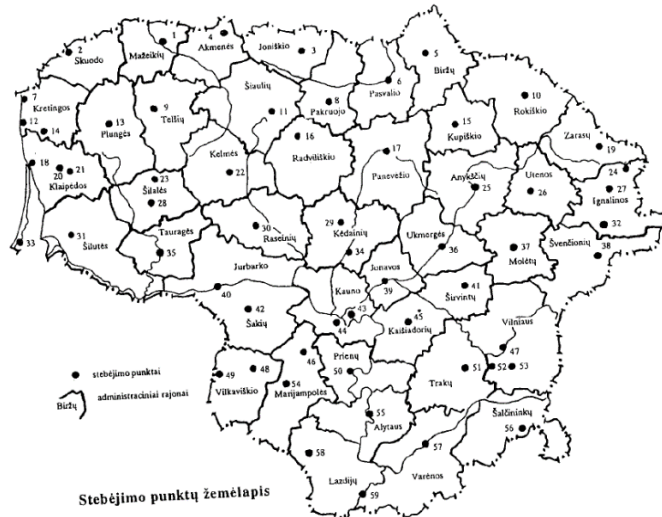 1
4
2
Skuodo
Mažeikių
Akmenės
Joniškio
3
5
Biržų
6
Pasvalio
7
Kretingos
12
14
13
Plungės
9
Telšių
Šiaulių
11
8
Pakruojo
10
Rokiškio
15
Kupiškio
16
Radviliškio
17
Panevėžio
Zarasų
19
18
20
21
Klaipėdos
Kelmės
22
23
Šilalės
28
Anykščių
25
Utenos
26
24
27
Ignalinos
32
33
31
Šilutės
Tauragės
35
30
Raseinių
29
Kėdainių
34
Ukmergės
36
37
Molėtų
Švenčionių
38
Jurbarko
40
42
Šakių
Jonavos
39
Kauno
43
44
41
Širvintų
45
Kaišiadorių
Vilniaus
47
46
Prienų
50
49
48
Vilkaviškio
54
Marijampolės
51
52
53
Trakų
55
Alytaus
Šalčininkų
56
57
58
Lazdijų
59
Varėnos
stebėjimo punktai
Biržų
administraciniai rajonai
Stebėjimo punktų žemėlapis